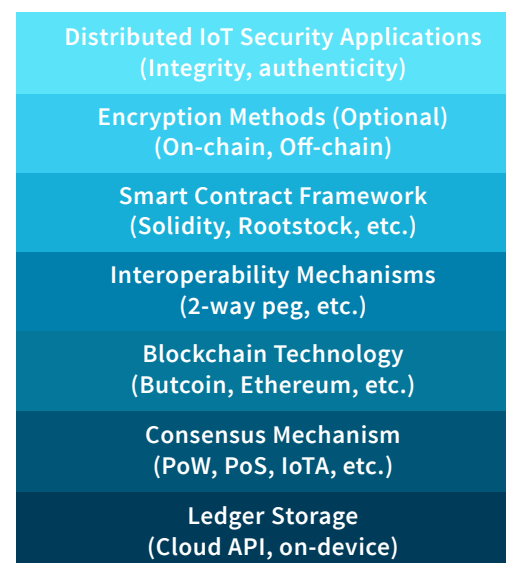 Distributed IoT Security Applications
(Integrity, authenticity)
Encryption Methods (Optional)
(On-chain, Off-chain)
Smart Contract Framework
(Solidity, Rootstock, etc.)
Interoperability Mechanisms
(2-way peg, etc.)
Blockchain Technology
(Butcoin, Ethereum, etc.)
Consensus Mechanism
(PoW, PoS, IoTA, etc.)
Ledger Storage
(Cloud API, on-device)